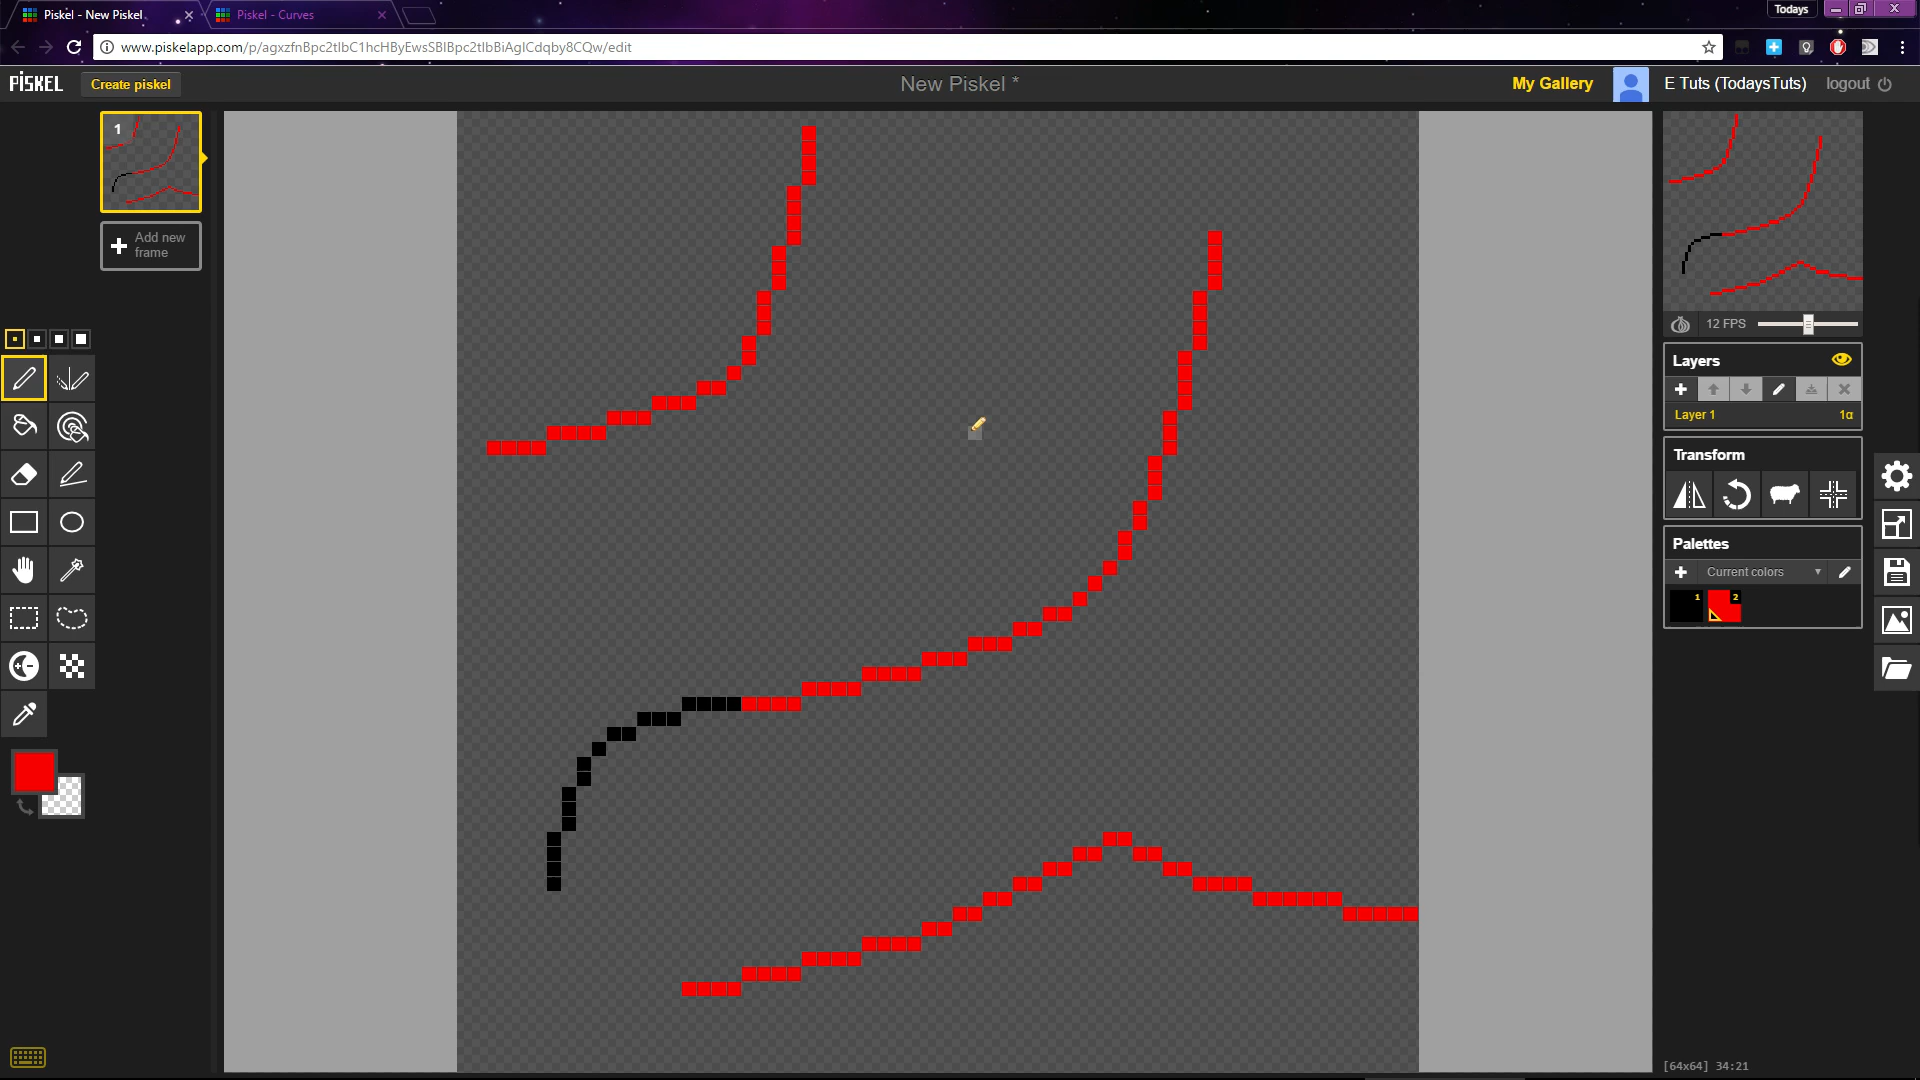 Piskel - New Piskel
Piskel - Curves
Todays
www.piskelapp.com/p/agxzfnBpc2tlbC1hcHByEwsSBlBpc2tlbBiAgICdqby8CQw/edit
PISKEL
Create piskel
New Piskel *
My Gallery
E Tuts (TodaysTuts)
logout
1
Add new
frame
12 FPS
Layers
Layer 1
1α
Transform
Palettes
Current colors
1
2
[64x64] 34:21